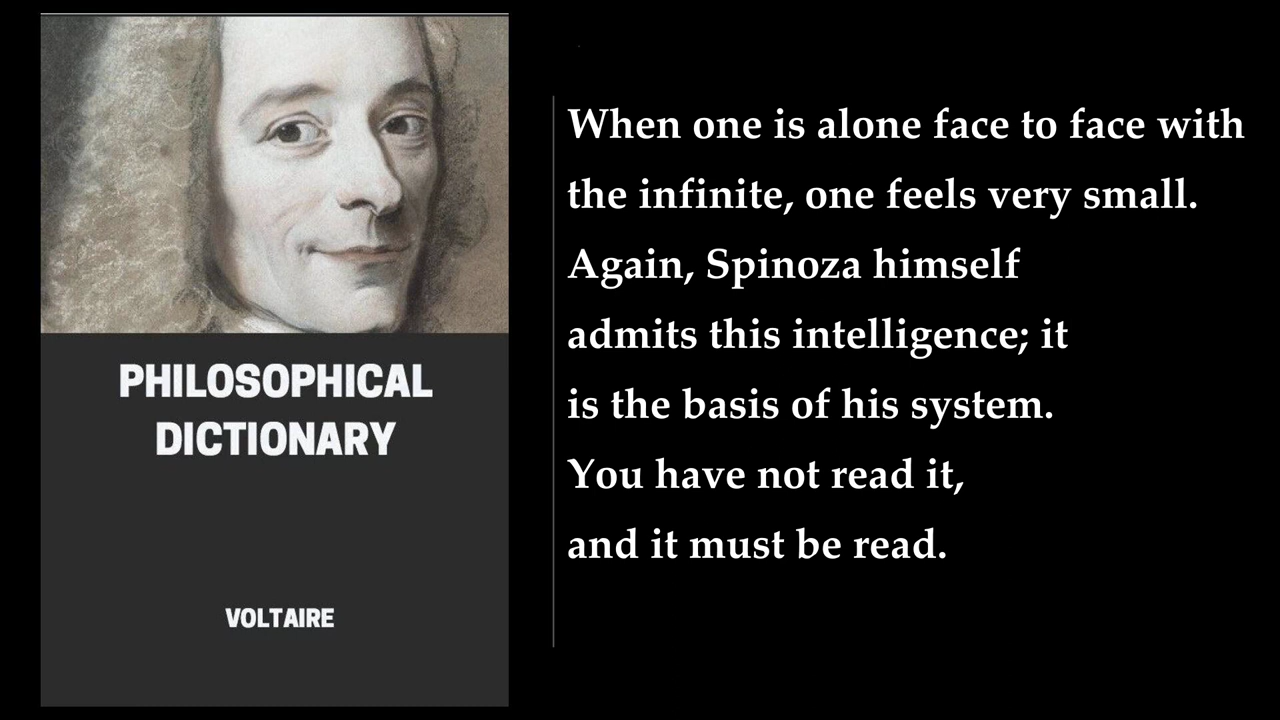 PHILOSOPHICAL
DICTIONARY
VOLTAIRE
When one is alone face to face with
the infinite, one feels very small.
Again, Spinoza himself
admits this intelligence; it
is the basis of his system.
You have not read it,
and it must be read.